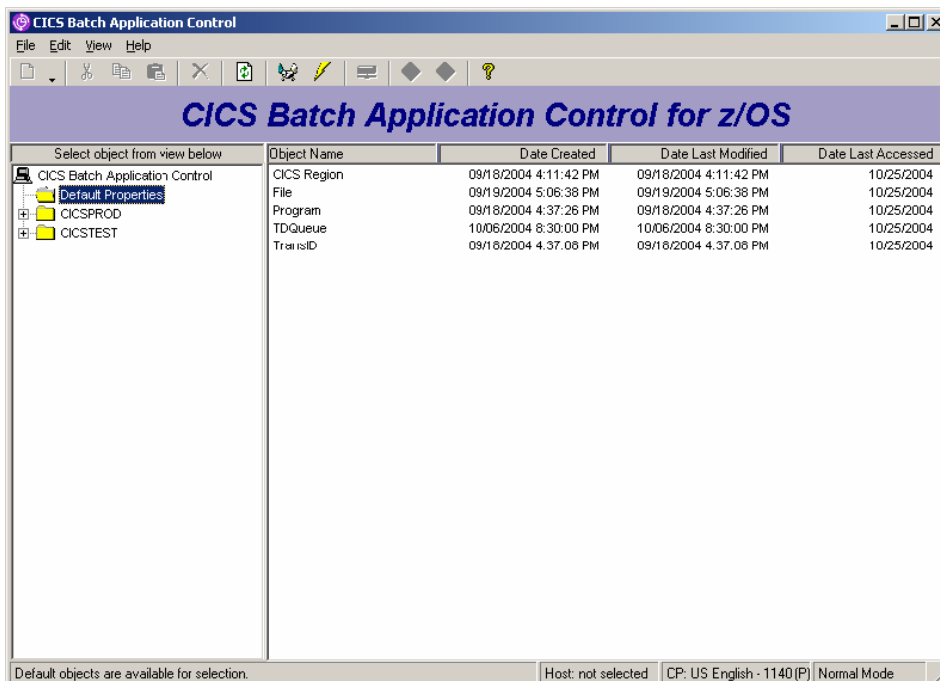 CICS Batch Application Control
File Edit View Help
CICS Batch Application Control for z/OS
Select object from view below Object Name Date Created Date Last Modified Date Last Accessed
CICS Batch Application Control CICS Region 09/18/2004 4:11:42 PM 09/18/2004 4:11:42 PM 10/25/2004
Default Properties File 09/19/2004 5:06:38 PM 09/19/2004 5:06:38 PM 10/25/2004
CICSPROD Program 09/18/2004 4:37:26 PM 09/18/2004 4:37:26 PM 10/25/2004
CICSTEST TDQueue 10/06/2004 8:30:00 PM 10/06/2004 8:30:00 PM 10/25/2004
TransID 09/18/2004 4:37:08 PM 09/18/2004 4:37:08 PM 10/25/2004
Default objects are available for selection. Host: not selected CP: US English - 1140 (P) Normal Mode